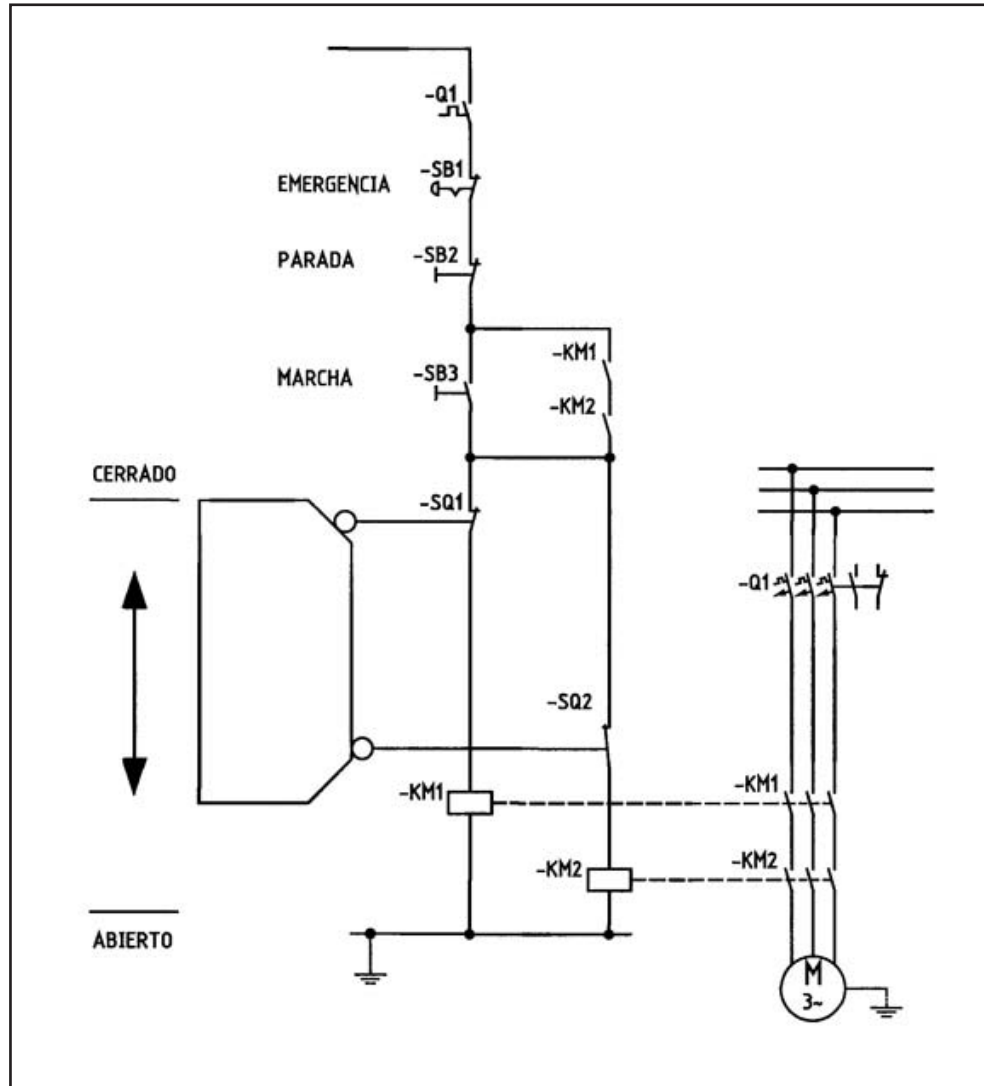 -Q1
EMERGENCIA
-SB1
PARADA
-SB2
-KM1
MARCHA
-SB3
-KM2
CERRADO
-SQ1
-Q1
-SQ2
-KM1
-KM1
-KM2
-KM2
ABIERTO
M
3~